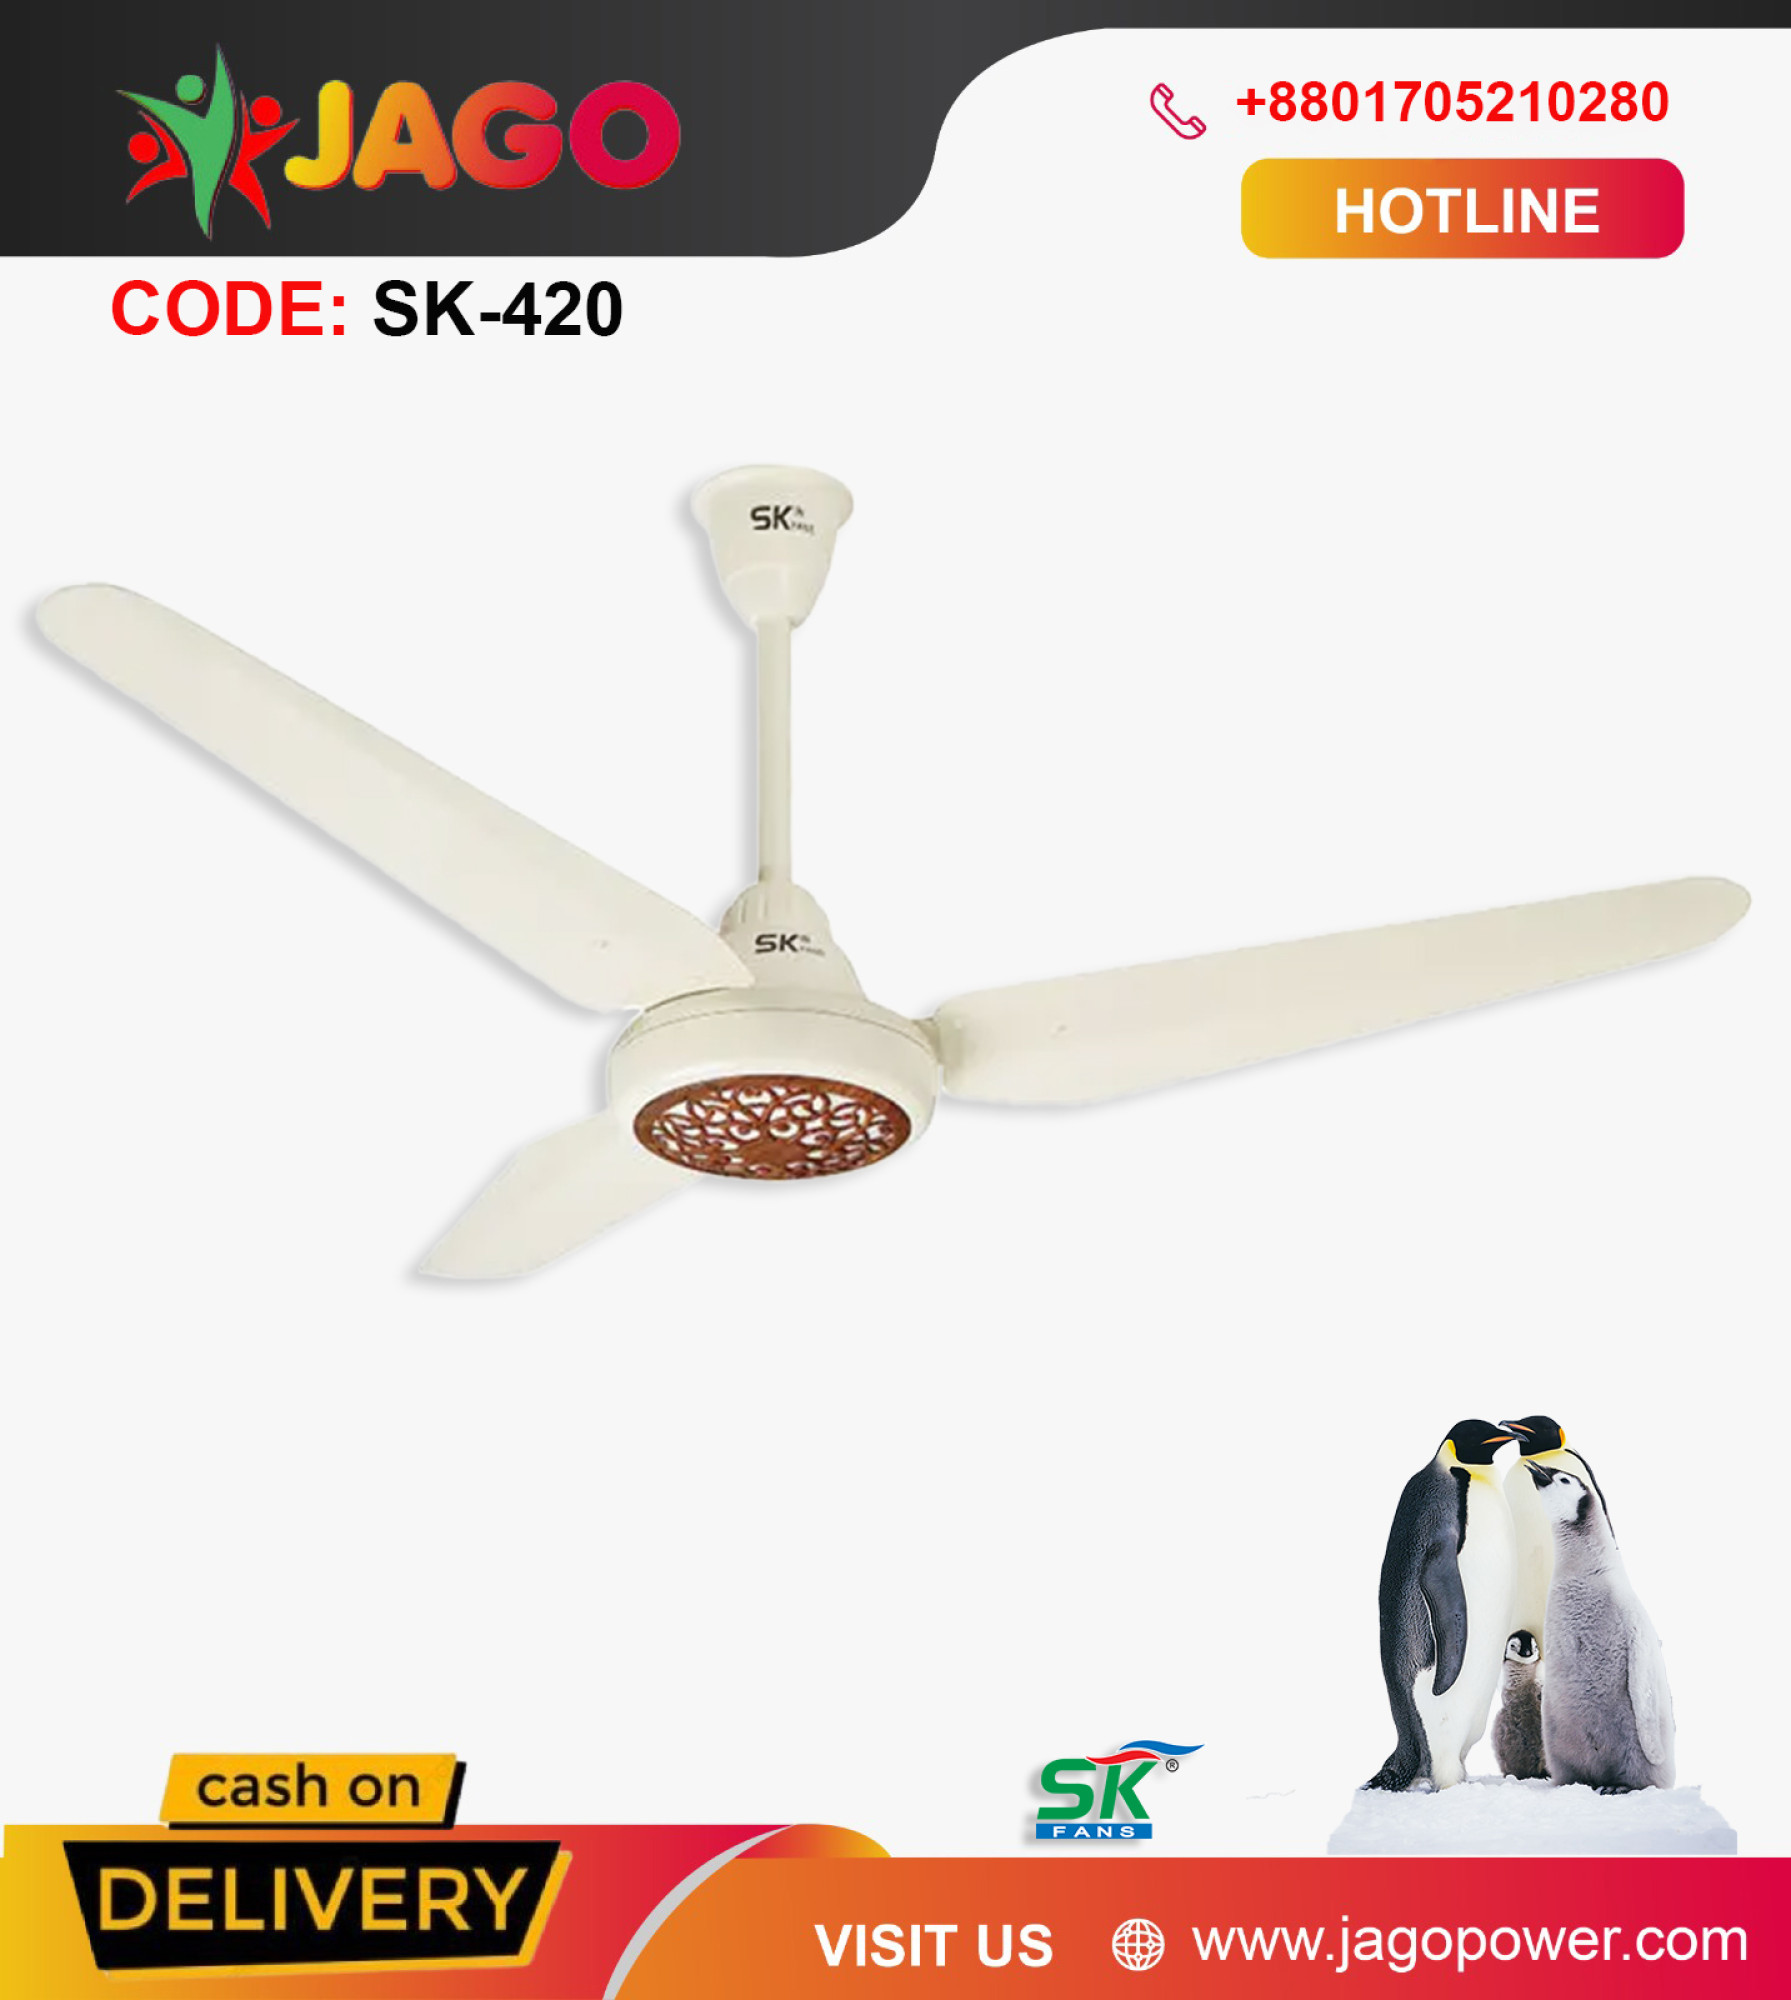 JAGO
+8801705210280
HOTLINE
CODE: SK-420
SK
SK
cash on
DELIVERY
SK®
FANS
VISIT US www.jagopower.com